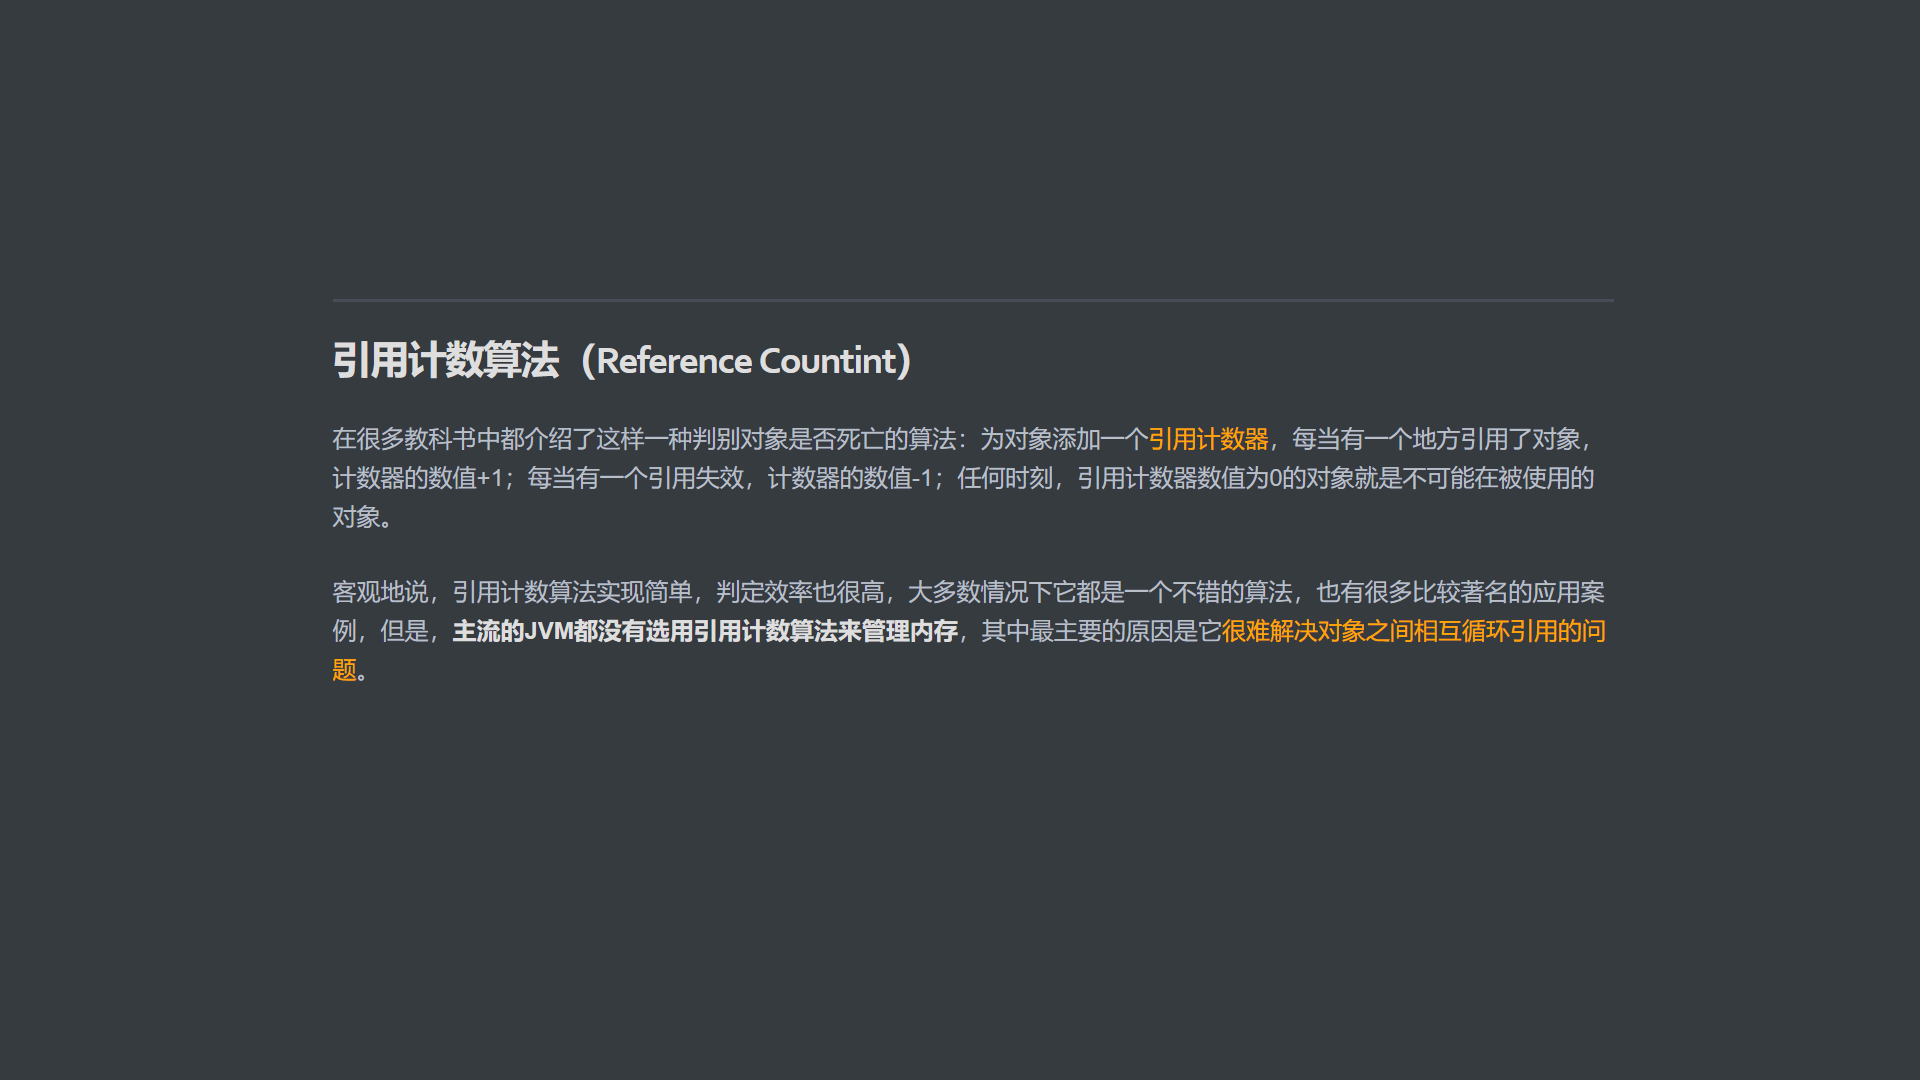 引用计数算法（Reference Countint）
在很多教科书中都介绍了这样一种判别对象是否死亡的算法：为对象添加一个引用计数器，每当有一个地方引用了对象，
计数器的数值+1；每当有一个引用失效，计数器的数值-1；任何时刻，引用计数器数值为0的对象就是不可能在被使用的
对象。
客观地说，引用计数算法实现简单，判定效率也很高，大多数情况下它都是一个不错的算法，也有很多比较著名的应用案
例，但是，主流的JVM都没有选用引用计数算法来管理内存，其中最主要的原因是它很难解决对象之间相互循环引用的问
题。